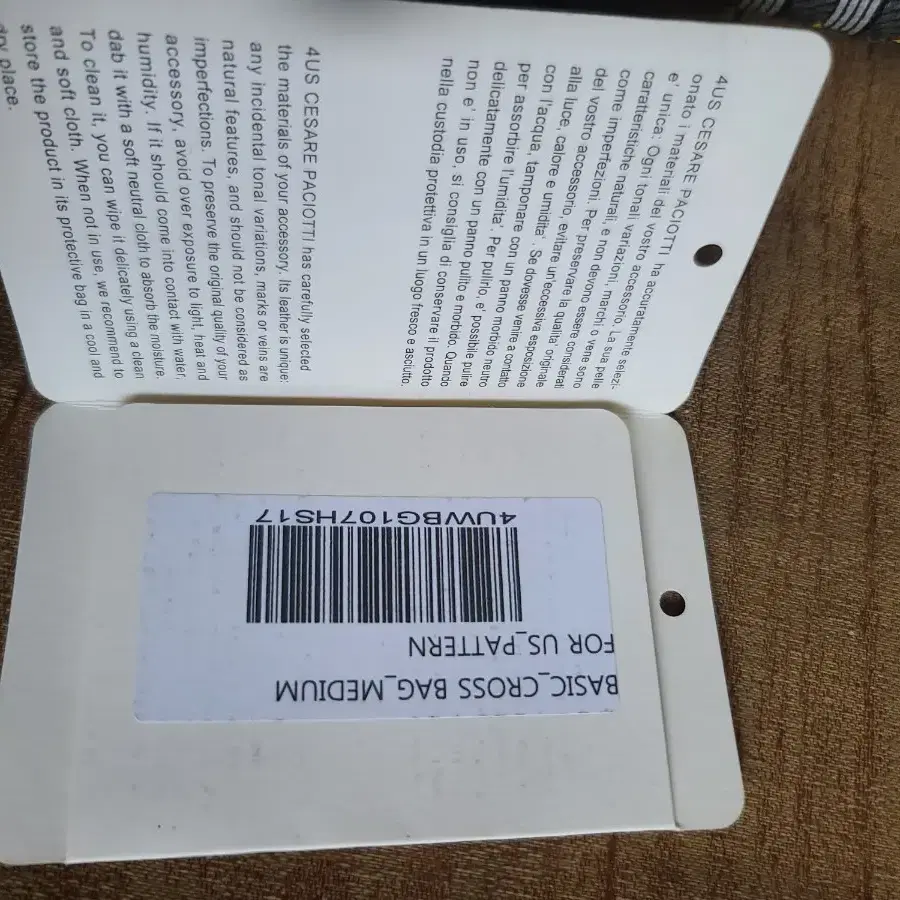 4US CESARE PACIOTTI ha accuratamente selezi-
onato i materiali del vostro accessorio. La sua pelle
e' unica: Ogni tonali variazioni, marchi o vene sono
caratteristiche naturali, e non devono essere considerati
come imperfezioni. Per preservare la qualita' originale
del vostro accessorio, evitare un'eccessiva esposizione
alla luce, calore e umidita'. Se dovesse venire a contatto
con l'acqua, tamponare con un panno morbido neutro
per assorbire l'umidita'. Per pulirlo, e' possibile pulire
delicatamente con un panno pulito e morbido. Quando
non e' in uso, si consiglia di conservare il prodotto
nella custodia protettiva in un luogo fresco e asciutto.
4US CESARE PACIOTTI has carefully selected
the materials of your accessory. Its leather is unique:
any incidental tonal variations, marks or veins are
natural features, and should not be considered as
imperfections. To preserve the original quality of your
accessory, avoid over exposure to light, heat and
humidity. If it should come into contact with water,
dab it with a soft neutral cloth to absorb the moisture.
To clean it, you can wipe it delicately using a clean
and soft cloth. When not in use, we recommend to
store the product in its protective bag in a cool and
dry place.
BASIC_CROSS BAG_MEDIUM
FOR US_PATTERN
4UWBG107HS17